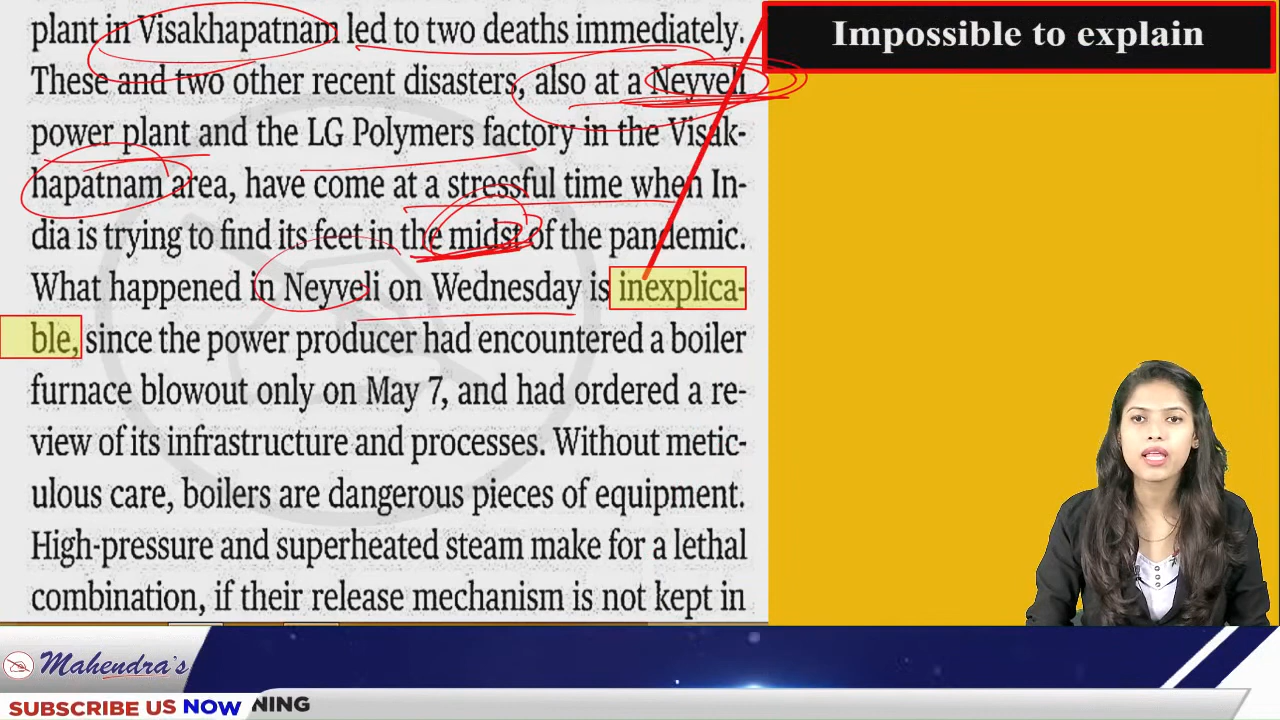 plant in Visakhapatnam led to two deaths immediately.
These and two other recent disasters, also at a Neyveli
power plant and the LG Polymers factory in the Visak-
hapatnam area, have come at a stressful time when In-
dia is trying to find its feet in the midst of the pandemic.
What happened in Neyveli on Wednesday is inexplica-
ble, since the power producer had encountered a boiler
furnace blowout only on May 7, and had ordered a re-
view of its infrastructure and processes. Without metic-
ulous care, boilers are dangerous pieces of equipment.
High-pressure and superheated steam make for a lethal
combination, if their release mechanism is not kept in
Impossible to explain
Mahendra's
SUBSCRIBE US NOW NING